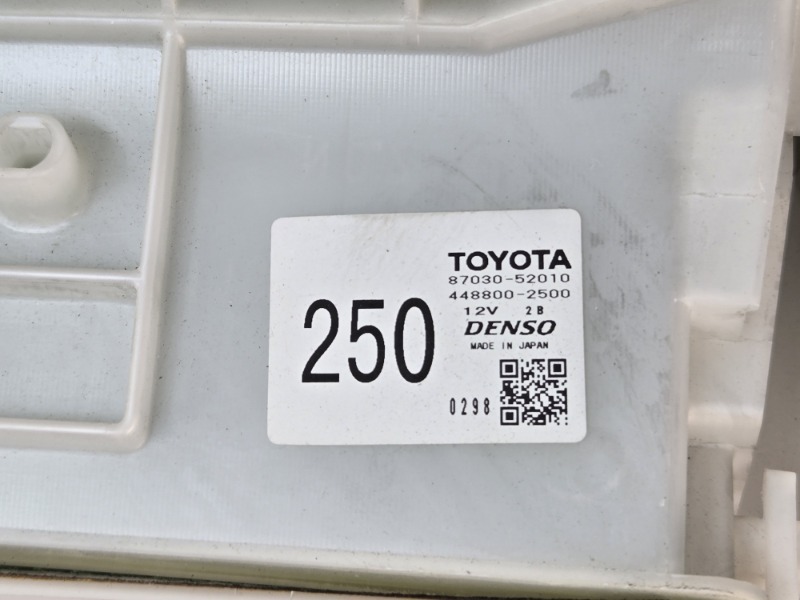 TOYOTA
87030-52010
448800-2500
12V 2B
DENSO
MADE IN JAPAN
250
0298